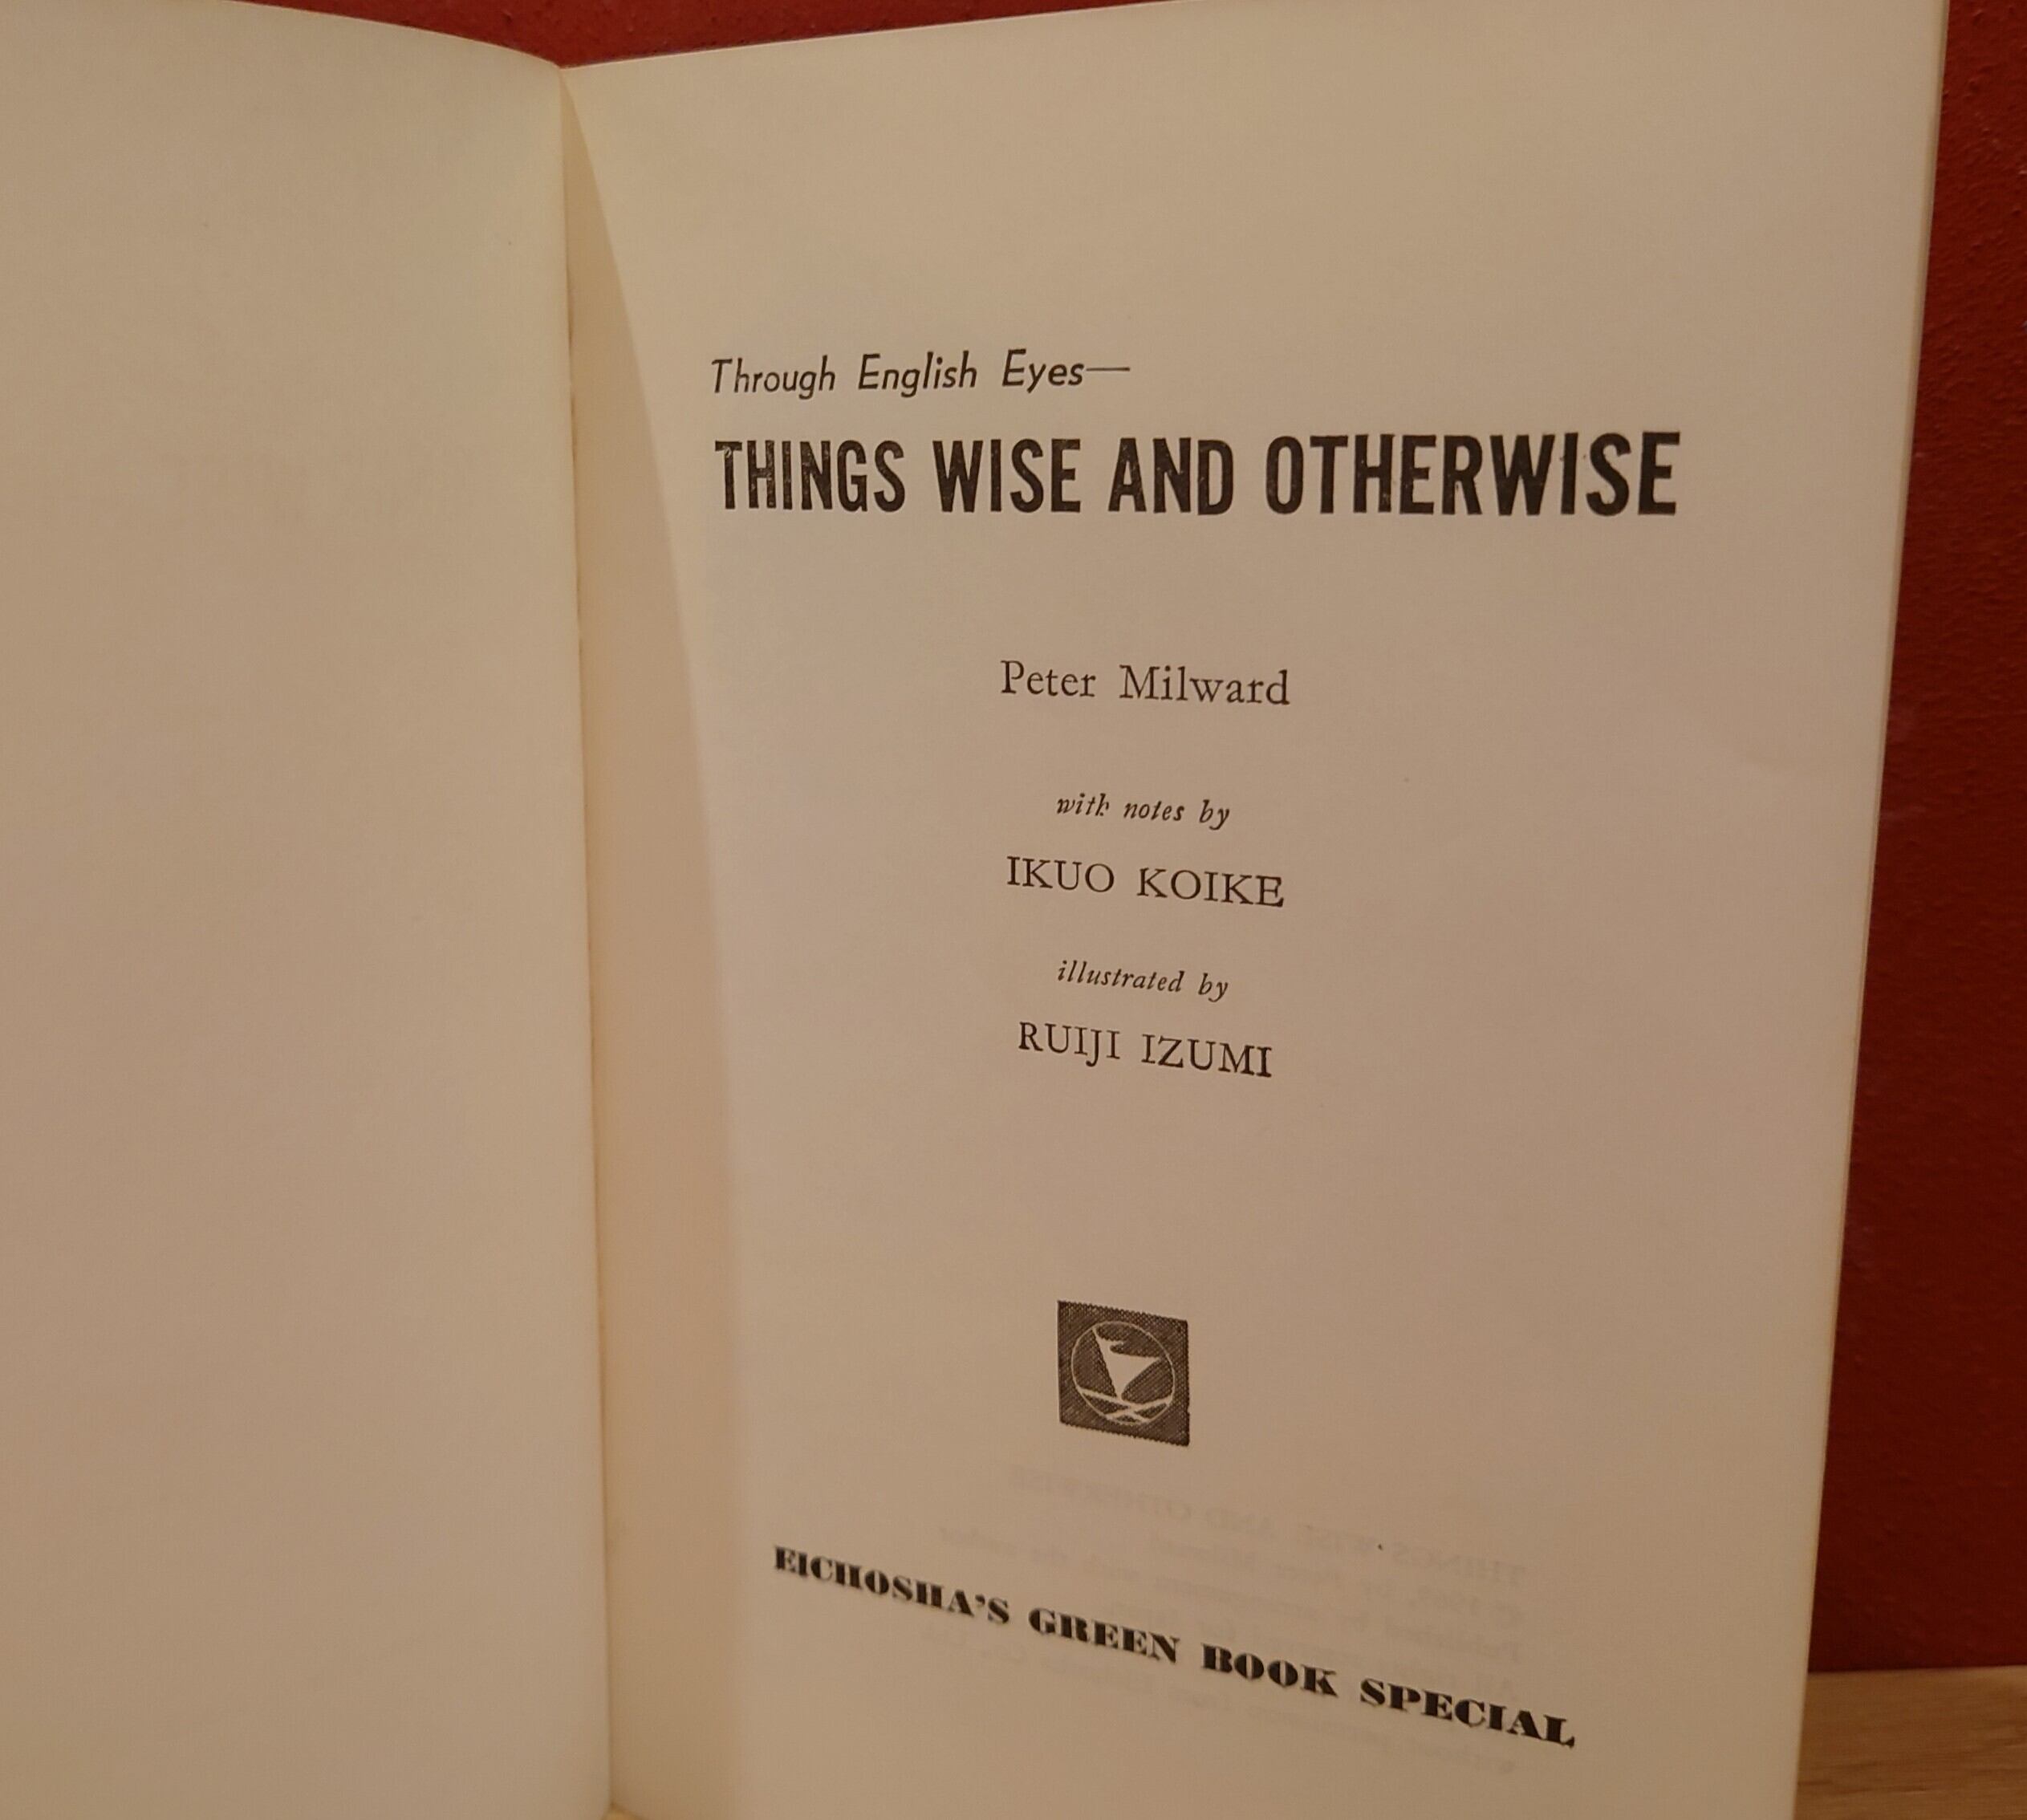 Through English Eyes—
THINGS WISE AND OTHERWISE
Peter Milward
with notes by
IKUO KOIKE
illustrated by
RUIJI IZUMI
EICHOSHA'S GREEN BOOK SPECIAL